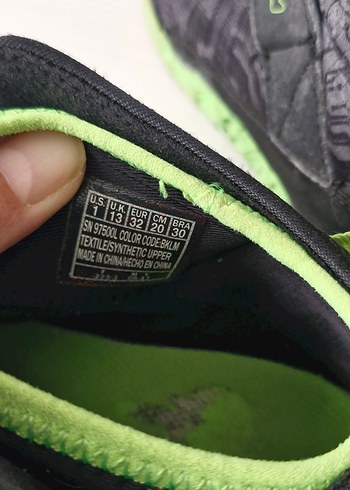 U.S. U.K. EUR CM BRA
1 13 32 20 30
SN 97500L COLOR CODE:BKLM
TEXTILE/SYNTHETIC UPPER
MADE IN CHINA/HECHO EN CHINA